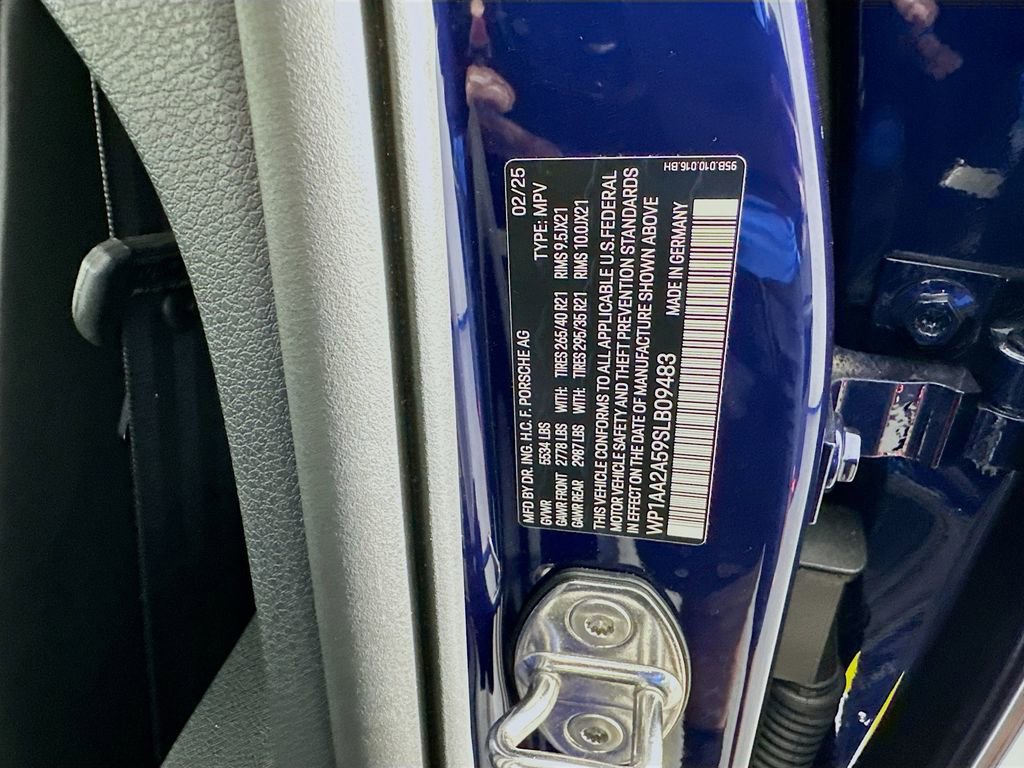 MFD BY DR. ING. H.C. F. PORSCHE AG 02/25
GVWR 5534 LBS TYPE: MPV
GAWR FRONT 2778 LBS WITH: TIRES 265/40 R21 RIMS 9.5JX21
GAWR REAR 2987 LBS WITH: TIRES 295/35 R21 RIMS 10.0JX21
THIS VEHICLE CONFORMS TO ALL APPLICABLE U.S. FEDERAL
MOTOR VEHICLE SAFETY AND THEFT PREVENTION STANDARDS
IN EFFECT ON THE DATE OF MANUFACTURE SHOWN ABOVE
WP1AA2A59SLB09483 MADE IN GERMANY
95B.010.016.BH